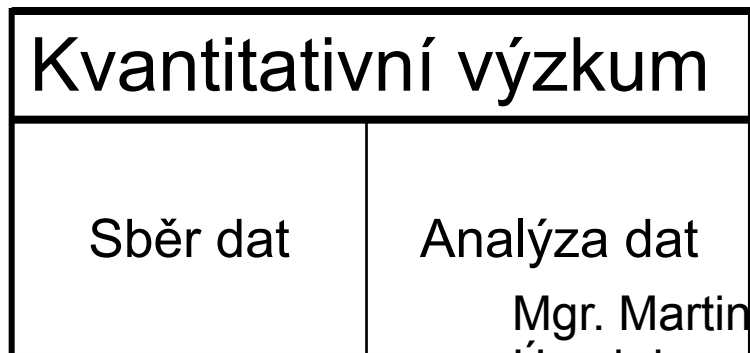 Kvantitativní výzkum
Sběr dat
Analýza dat
Mgr. Martin